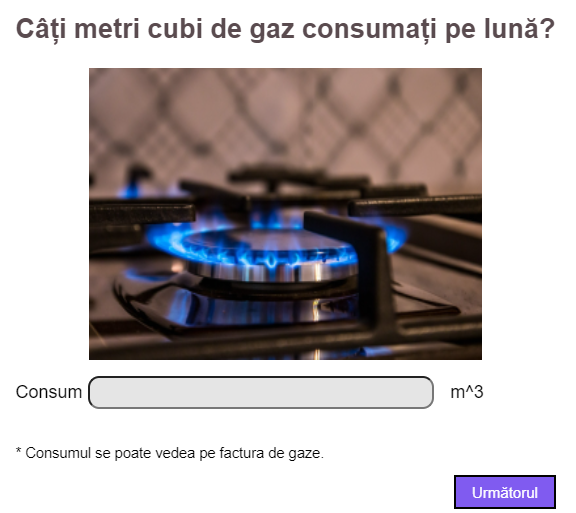 Câți metri cubi de gaz consumați pe lună?
Consum m^3
* Consumul se poate vedea pe factura de gaze.
Următorul